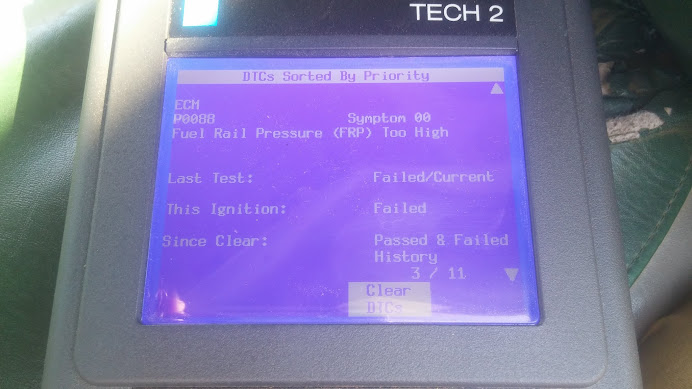 TECH 2
DTCs Sorted By Priority
ECM
P0088 Symptom 00
Fuel Rail Pressure (FRP) Too High
Last Test: Failed/Current
This Ignition: Failed
Since Clear: Passed & Failed
History
3 / 11
Clear
DTCs